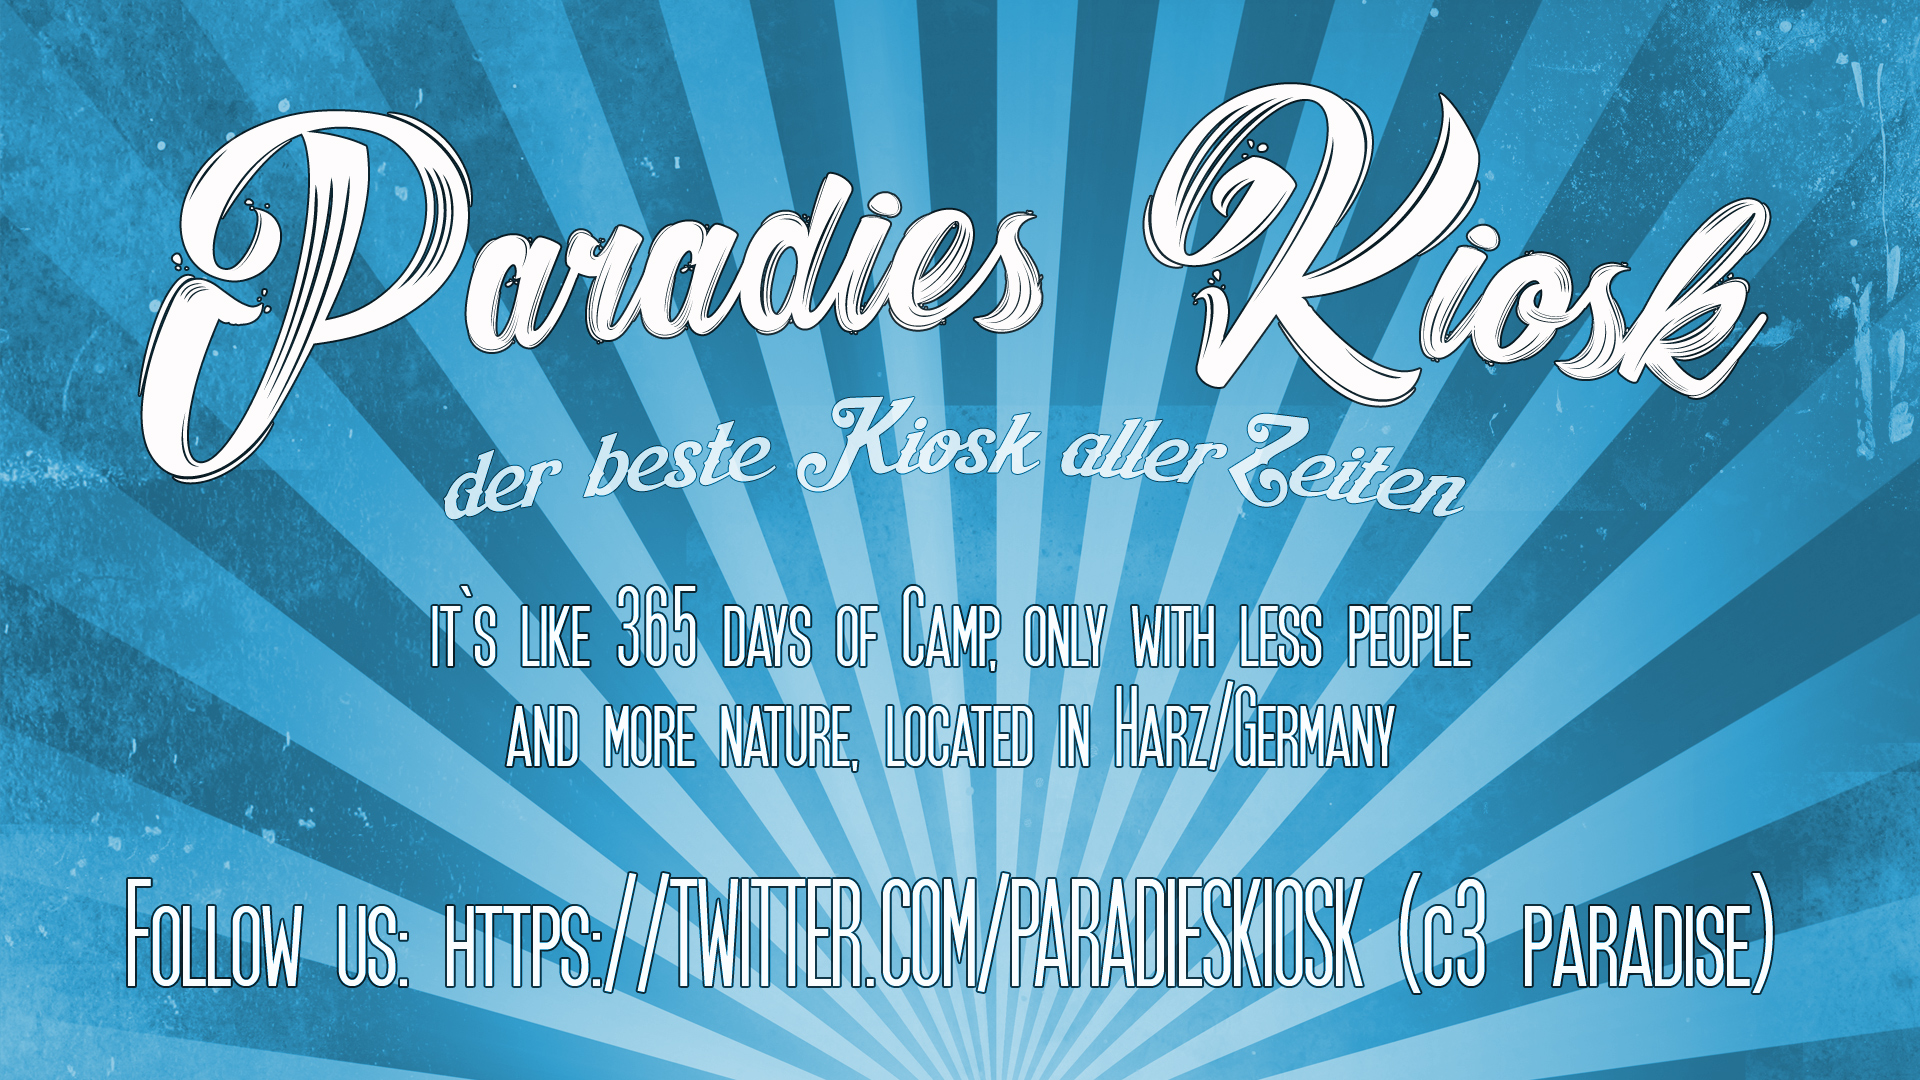 Paradies Kiosk
der beste Kiosk aller Zeiten
it`s like 365 days of Camp, only with less people
and more nature, located in Harz/Germany
Follow us: https://TWITTER.COM/PARADIESKIOSK (c3 paradise)